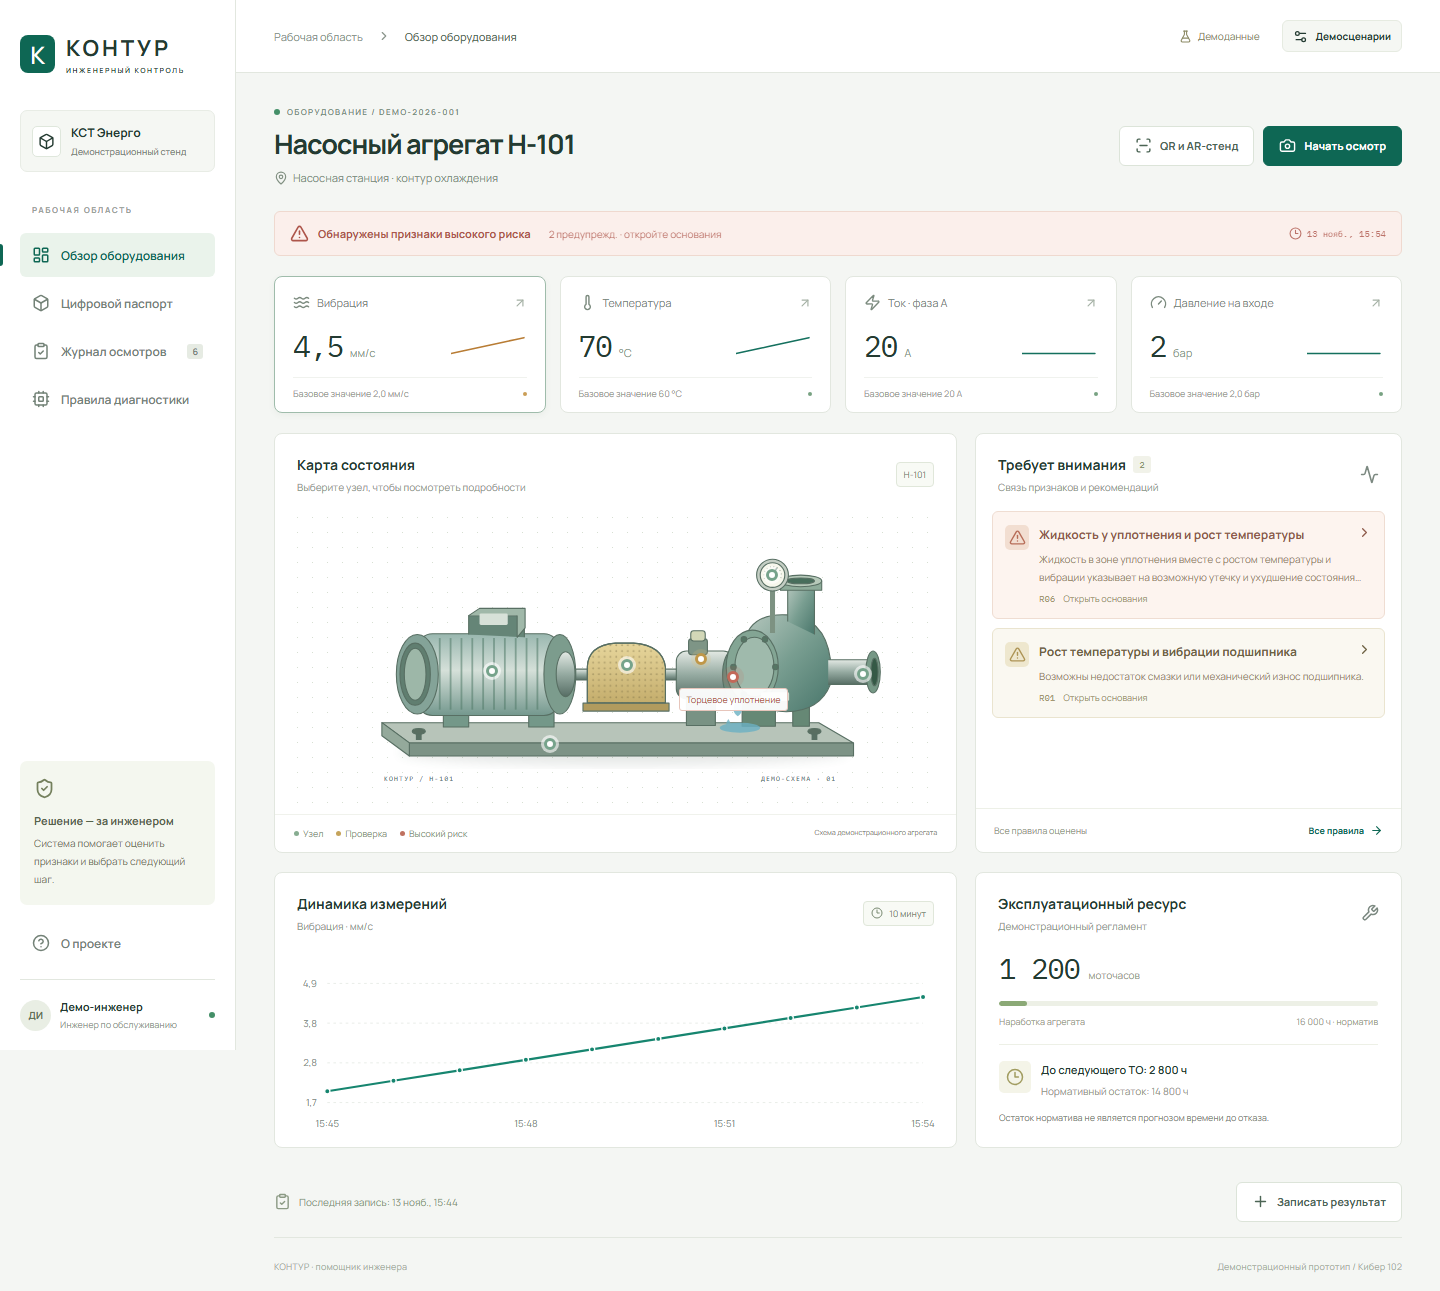 К КОНТУР
ИНЖЕНЕРНЫЙ КОНТРОЛЬ
КСТ Энерго
Демонстрационный стенд
РАБОЧАЯ ОБЛАСТЬ
Обзор оборудования
Цифровой паспорт
Журнал осмотров 6
Правила диагностики
Решение — за инженером
Система помогает оценить
признаки и выбрать следующий
шаг.
О проекте
ДИ
Демо-инженер
Инженер по обслуживанию
Рабочая область
Обзор оборудования
Демоданные
Демосценарии
ОБОРУДОВАНИЕ / DEMO-2026-001
Насосный агрегат Н-101
Насосная станция · контур охлаждения
QR и AR-стенд
Начать осмотр
Обнаружены признаки высокого риска
2 предупрежд. · откройте основания
13 нояб., 15:54
Вибрация
4,5 мм/с
Базовое значение 2,0 мм/с
Температура
70 °C
Базовое значение 60 °C
Ток · фаза А
20 А
Базовое значение 20 А
Давление на входе
2 бар
Базовое значение 2,0 бар
Карта состояния
Выберите узел, чтобы посмотреть подробности
Н-101
Торцевое уплотнение
КОНТУР / Н-101
ДЕМО-СХЕМА · 01
Узел
Проверка
Высокий риск
Схема демонстрационного агрегата
Требует внимания 2
Связь признаков и рекомендаций
Жидкость у уплотнения и рост температуры
Жидкость в зоне уплотнения вместе с ростом температуры и
вибрации указывает на возможную утечку и ухудшение состояния...
R06 Открыть основания
Рост температуры и вибрации подшипника
Возможны недостаток смазки или механический износ подшипника.
R01 Открыть основания
Все правила оценены
Все правила
Динамика измерений
Вибрация · мм/с
10 минут
4,9
3,8
2,8
1,7
15:45
15:48
15:51
15:54
Эксплуатационный ресурс
Демонстрационный регламент
1 200 моточасов
Наработка агрегата
16 000 ч · норматив
До следующего ТО: 2 800 ч
Нормативный остаток: 14 800 ч
Остаток норматива не является прогнозом времени до отказа.
Последняя запись: 13 нояб., 15:44
Записать результат
КОНТУР · помощник инженера
Демонстрационный прототип / Кибер 102